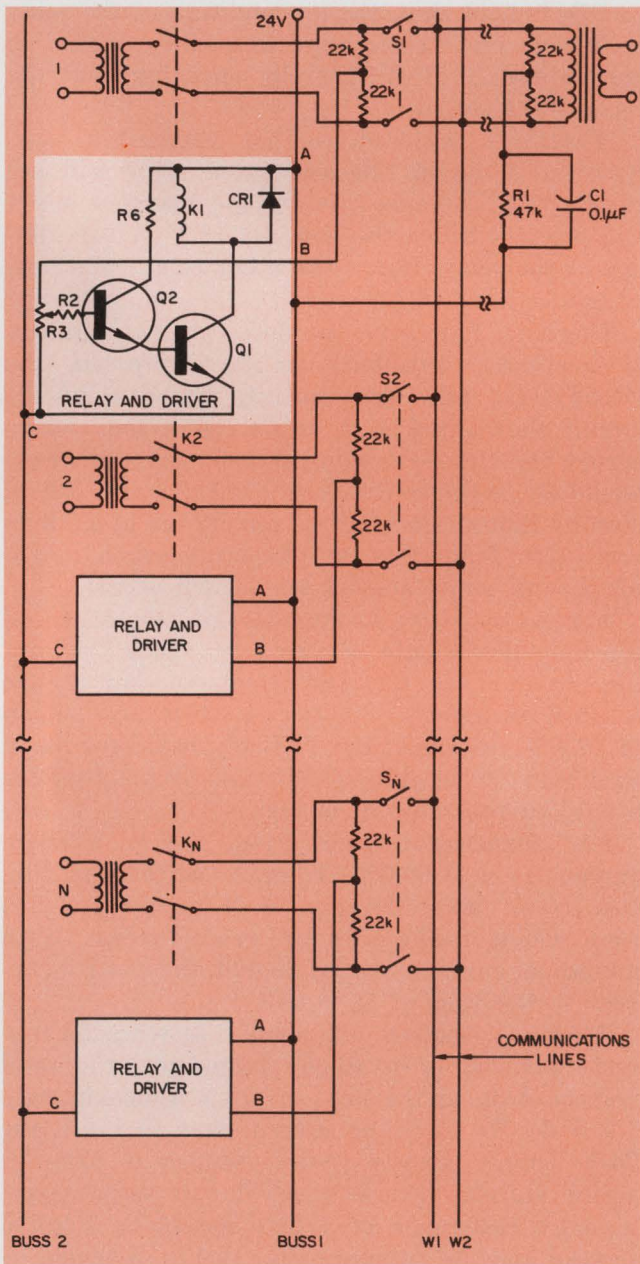 24V
1
22k
S1
22k
22k
22k
A
R6
K1
CR1
R1
47k
C1
0.1µF
B
Q2
R2
R3
Q1
RELAY AND DRIVER
C
S2
K2
22k
2
22k
A
RELAY AND
DRIVER
C
B
SN
KN
22k
N
22k
A
COMMUNICATIONS
LINES
RELAY AND
DRIVER
C
B
BUSS 2
BUSS1
W1 W2